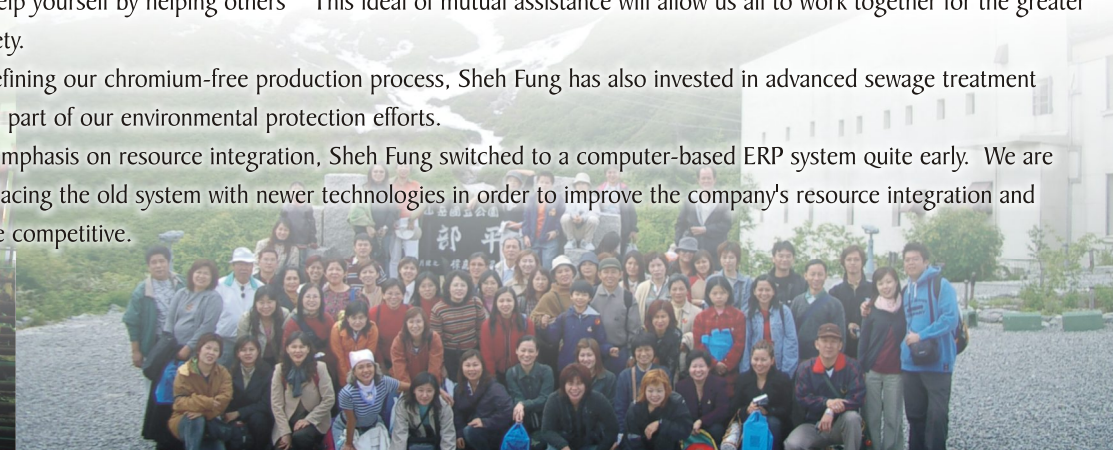 elp yourself by helping others" This ideal of mutual assistance will allow us all to work together for the greater
ety.
efining our chromium-free production process, Sheh Fung has also invested in advanced sewage treatment
part of our environmental protection efforts.
mphasis on resource integration, Sheh Fung switched to a computer-based ERP system quite early. We are
acing the old system with newer technologies in order to improve the company's resource integration and
e competitive.
室堂平